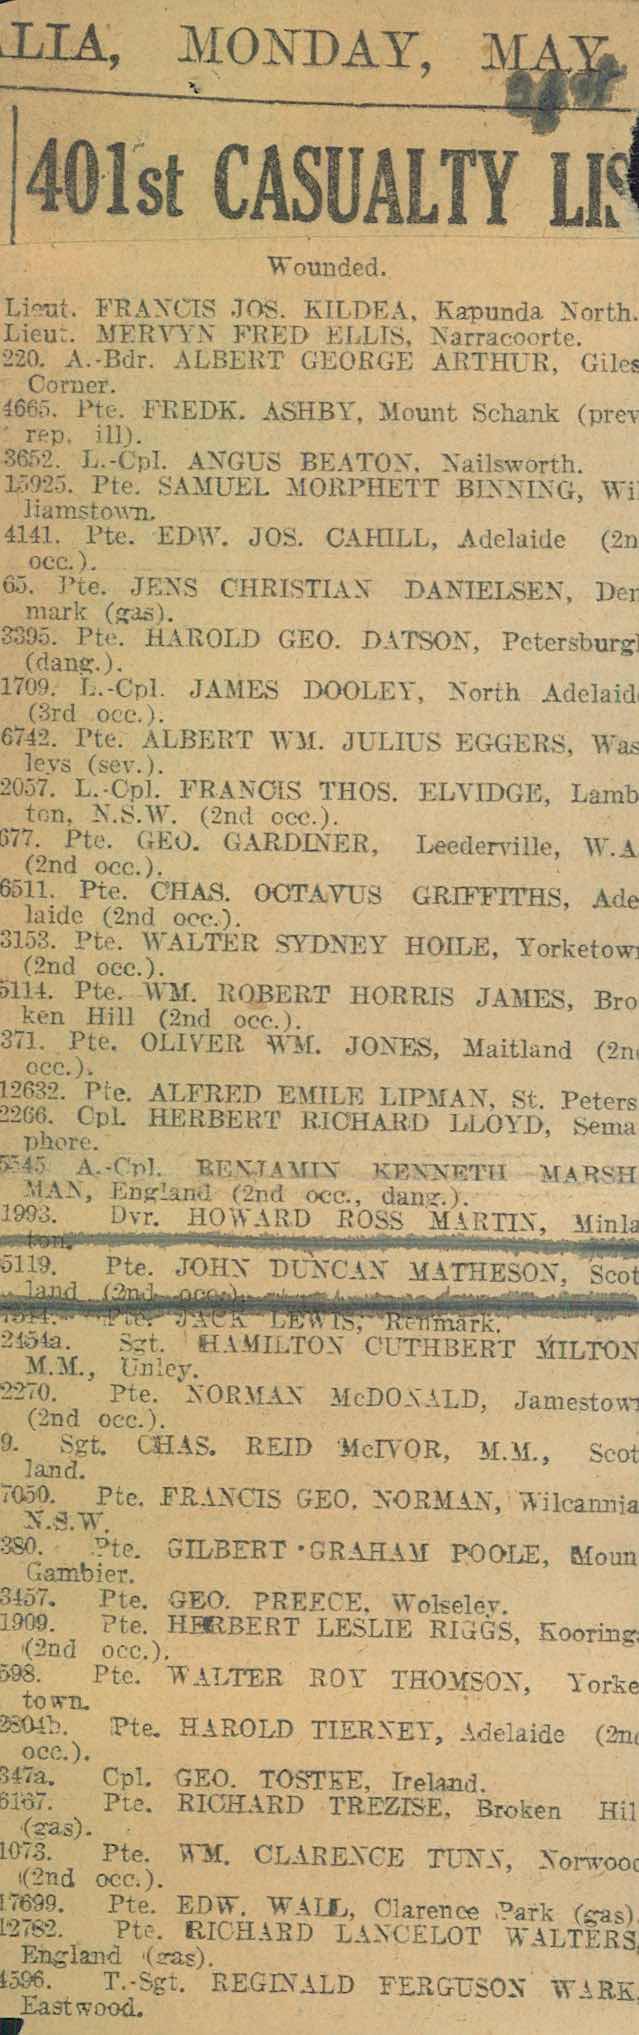 LIA, MONDAY, MAY
401st CASUALTY LIS
Wounded.
Lieut. FRANCIS JOS. KILDEA, Kapunda North.
Lieut. MERVYN FRED ELLIS, Narracoorte.
220. A.-Bdr. ALBERT GEORGE ARTHUR, Giles
Corner.
4665. Pte. FREDK. ASHBY, Mount Schank (prev
rep. ill).
3652. L.-Cpl. ANGUS BEATON, Nailsworth.
15925. Pte. SAMUEL MORPHETT BINNING, Wil
liamstown.
4141. Pte. EDW. JOS. CAHILL, Adelaide (2n
occ.).
65. Pte. JENS CHRISTIAN DANIELSEN, Den
mark (gas).
3395. Pte. HAROLD GEO. DATSON, Petersburgh
(dang.).
1709. L.-Cpl. JAMES DOOLEY, North Adelaid
(3rd occ.).
6742. Pte. ALBERT WM. JULIUS EGGERS, Was
leys (sev.).
2057. L.-Cpl. FRANCIS THOS. ELVIDGE, Lamb
ton, N.S.W. (2nd occ.).
677. Pte. GEO. GARDINER, Leederville, W.A
(2nd occ.).
6511. Pte. CHAS. OCTAVUS GRIFFITHS, Ade
laide (2nd occ.).
3153. Pte. WALTER SYDNEY HOILE, Yorketown
(2nd occ.).
5114. Pte. WM. ROBERT HORRIS JAMES, Bro
ken Hill (2nd occ.).
371. Pte. OLIVER WM. JONES, Maitland (2nd
occ.).
12632. Pte. ALFRED EMILE LIPMAN, St. Peters
2266. Cpl. HERBERT RICHARD LLOYD, Sema
phore.
5545 A.-Cpl. BENJAMIN KENNETH MARSH
MAN, England (2nd occ., dang.).
1993. Dvr. HOWARD ROSS MARTIN, Minla
ton.
5119. Pte. JOHN DUNCAN MATHESON, Scot
land (2nd occ.).
Pte. JACK LEWIS, Renmark.
2454a. Sgt. HAMILTON CUTHBERT MILTON
M.M., Unley.
2270. Pte. NORMAN McDONALD, Jamestown
(2nd occ.).
9. Sgt. CHAS. REID McIVOR, M.M., Scot
land.
7050. Pte. FRANCIS GEO. NORMAN, Wilcannia
N.S.W.
380. Pte. GILBERT GRAHAM POOLE, Moun
Gambier.
3457. Pte. GEO. PREECE, Wolseley.
1909. Pte. HERBERT LESLIE RIGGS, Kooringa
(2nd occ.).
598. Pte. WALTER ROY THOMSON, Yorke
town.
2804b. Pte. HAROLD TIERNEY, Adelaide (2nd
occ.).
347a. Cpl. GEO. TOSTEE, Ireland.
6167. Pte. RICHARD TREZISE, Broken Hil
(gas).
1073. Pte. WM. CLARENCE TUNN, Norwood
(2nd occ.).
17699. Pte. EDW. WALL, Clarence Park (gas).
12782. Pte. RICHARD LANCELOT WALTERS,
England (gas).
4596. T.-Sgt. REGINALD FERGUSON WARK,
Eastwood.